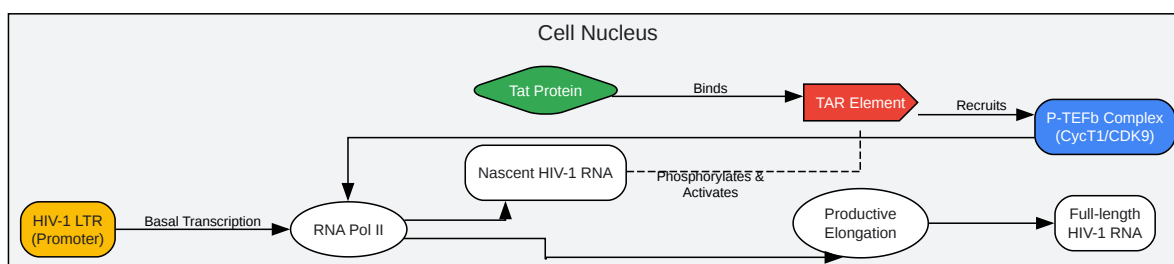 Cell Nucleus
Tat Protein
Binds
TAR Element
Recruits
P-TEFb Complex
(CycT1/CDK9)
Nascent HIV-1 RNA
Phosphorylates &
Activates
HIV-1 LTR
(Promoter)
Basal Transcription
RNA Pol II
Productive
Elongation
Full-length
HIV-1 RNA